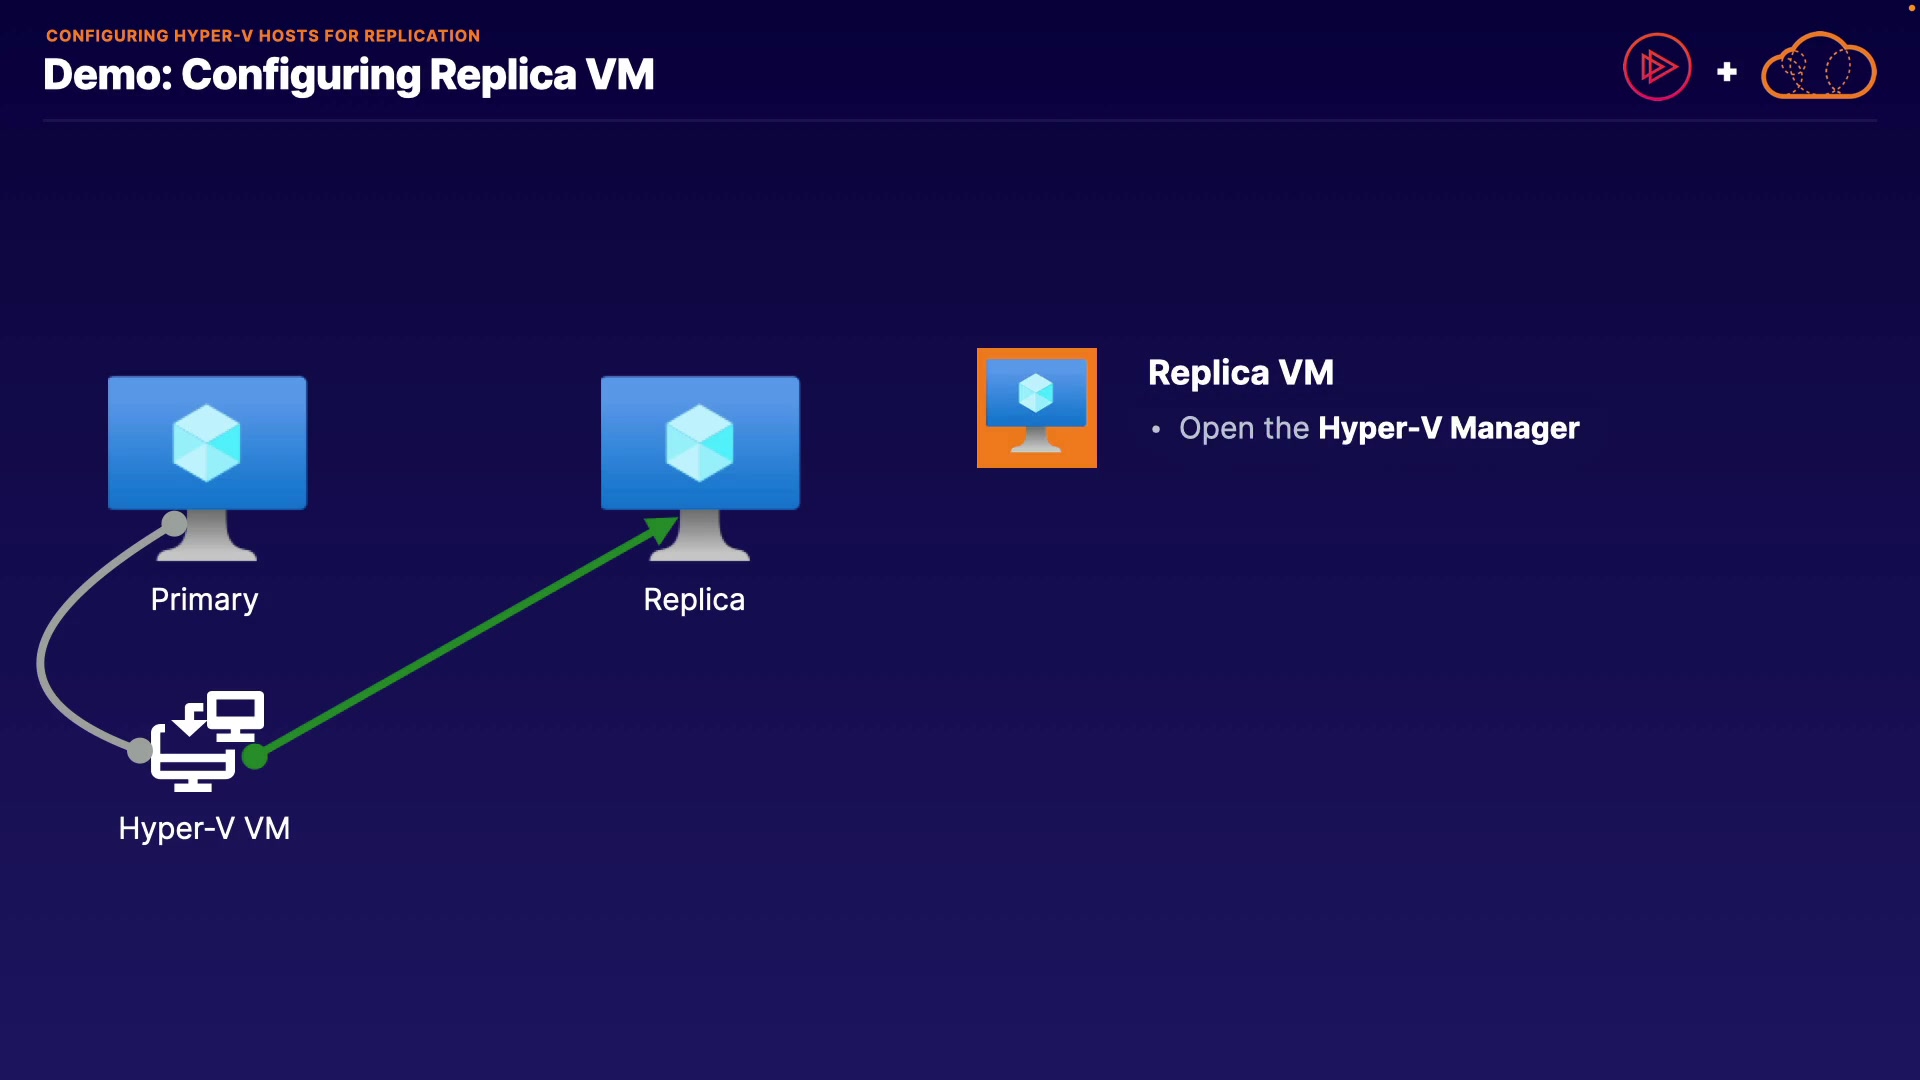 CONFIGURING HYPER-V HOSTS FOR REPLICATION
Demo: Configuring Replica VM
Replica VM
• Open the Hyper-V Manager
Primary
Replica
Hyper-V VM